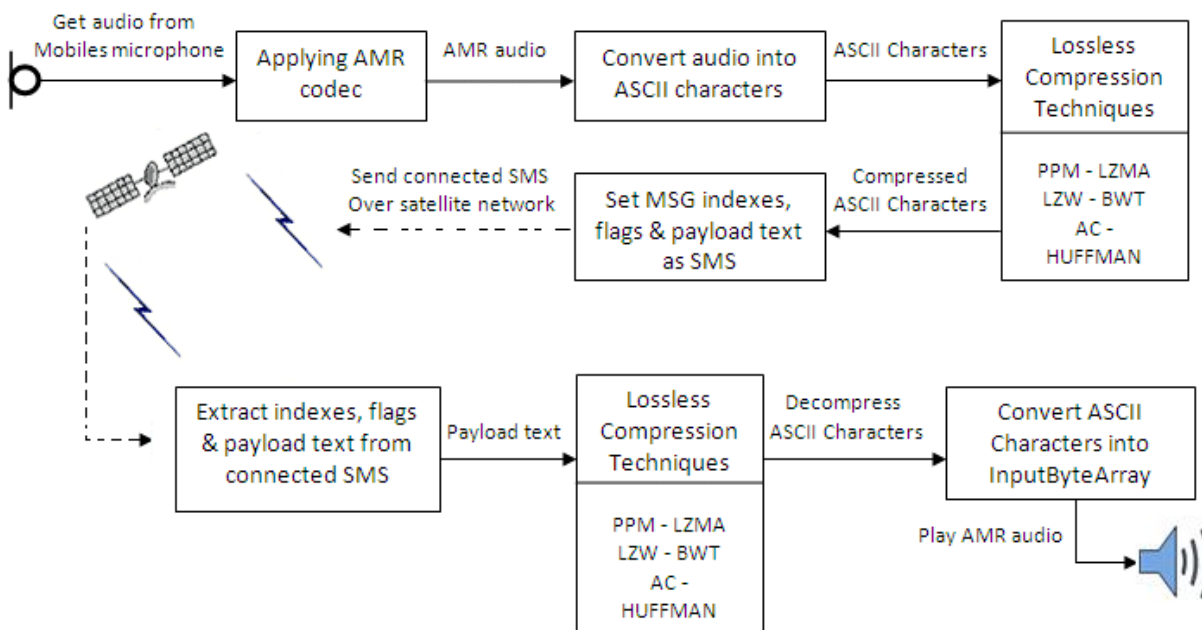 Get audio from
Mobiles microphone
Applying AMR
codec
AMR audio
Convert audio into
ASCII characters
ASCII Characters
Lossless
Compression
Techniques
PPM - LZMA
LZW - BWT
AC -
HUFFMAN
Compressed
ASCII Characters
Set MSG indexes,
flags & payload text
as SMS
Send connected SMS
Over satellite network
Extract indexes, flags
& payload text from
connected SMS
Payload text
Lossless
Compression
Techniques
PPM - LZMA
LZW - BWT
AC -
HUFFMAN
Decompress
ASCII Characters
Convert ASCII
Characters into
InputByteArray
Play AMR audio